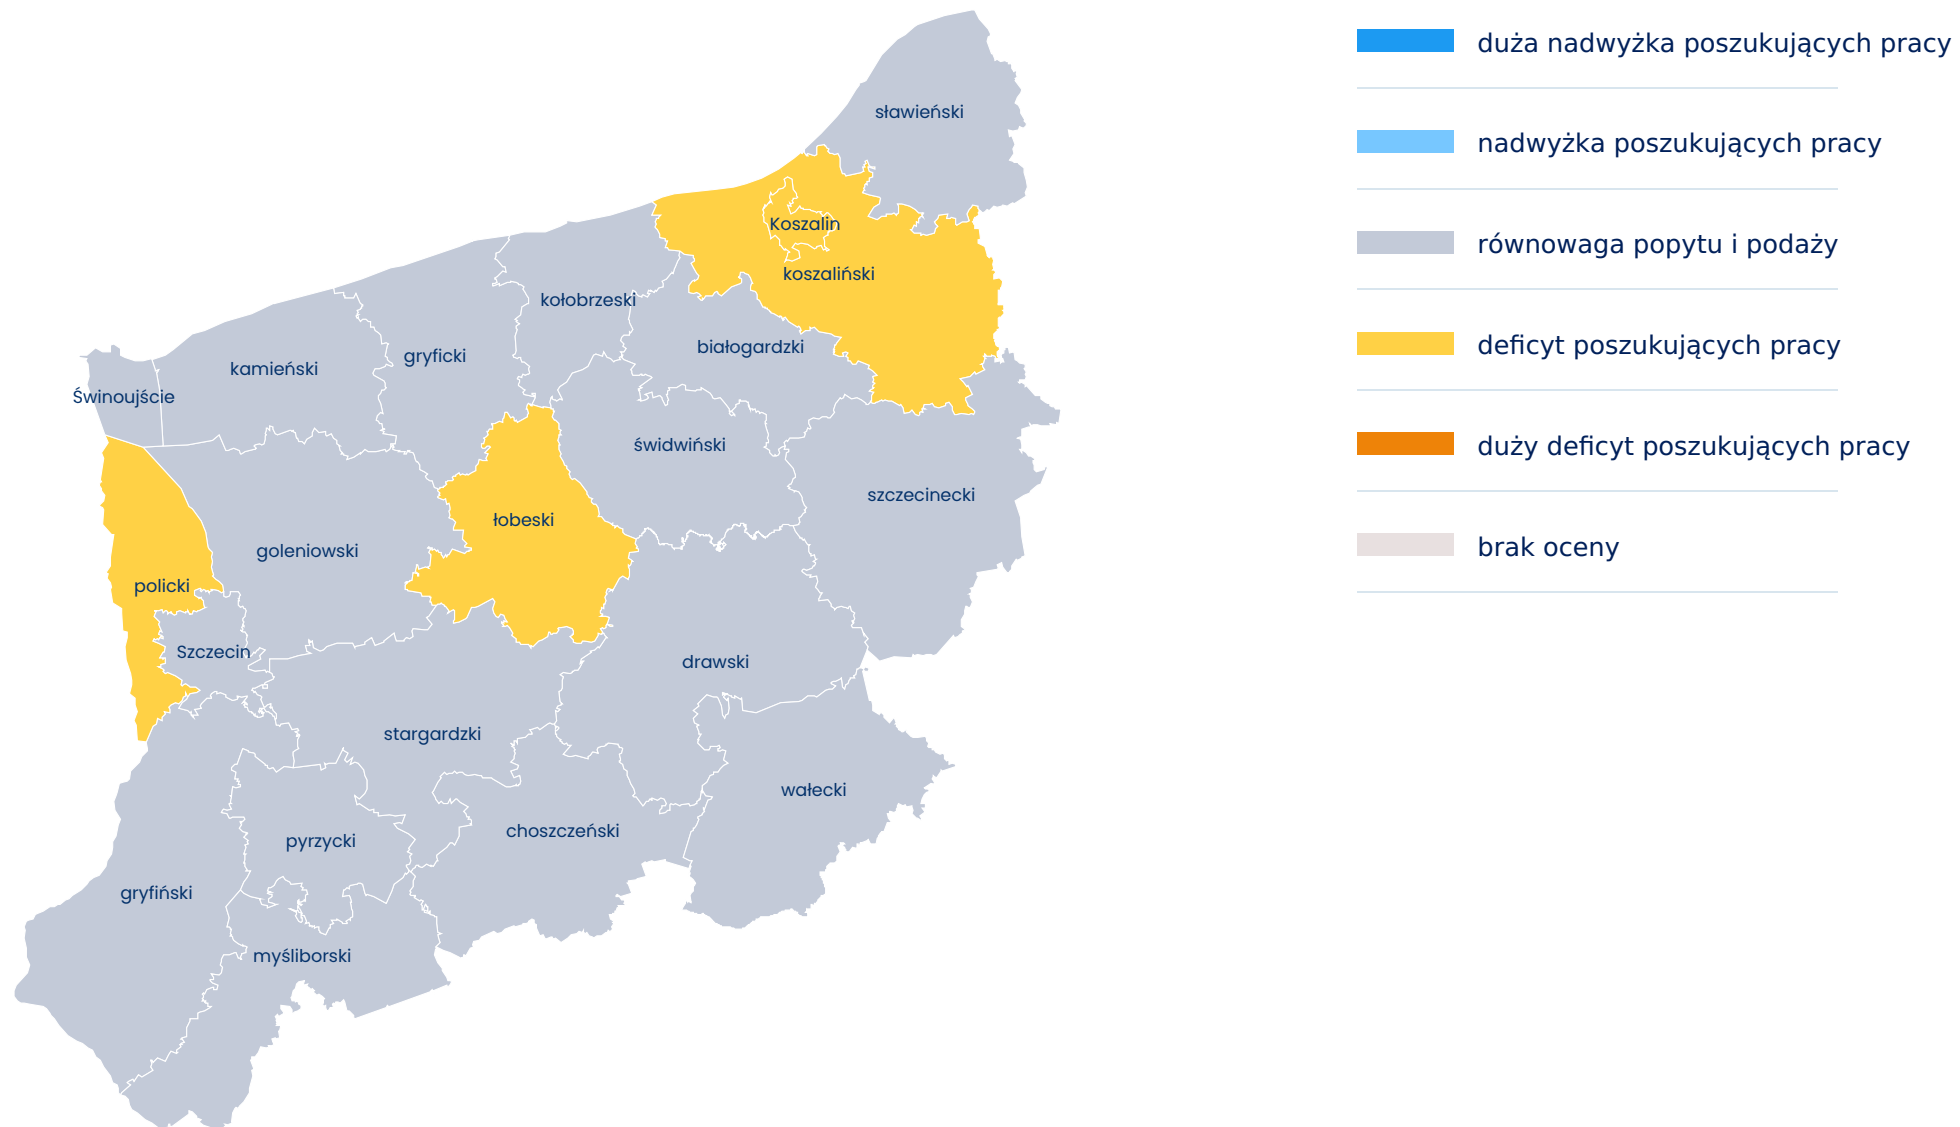 duża nadwyżka poszukujących pracy
nadwyżka poszukujących pracy
równowaga popytu i podaży
deficyt poszukujących pracy
duży deficyt poszukujących pracy
brak oceny
sławieński
Koszalin
koszaliński
kołobrzeski
białogardzki
gryficki
kamieński
Świnoujście
świdwiński
szczecinecki
łobeski
goleniowski
policki
Szczecin
drawski
stargardzki
wałecki
choszczeński
pyrzycki
gryfiński
myśliborski